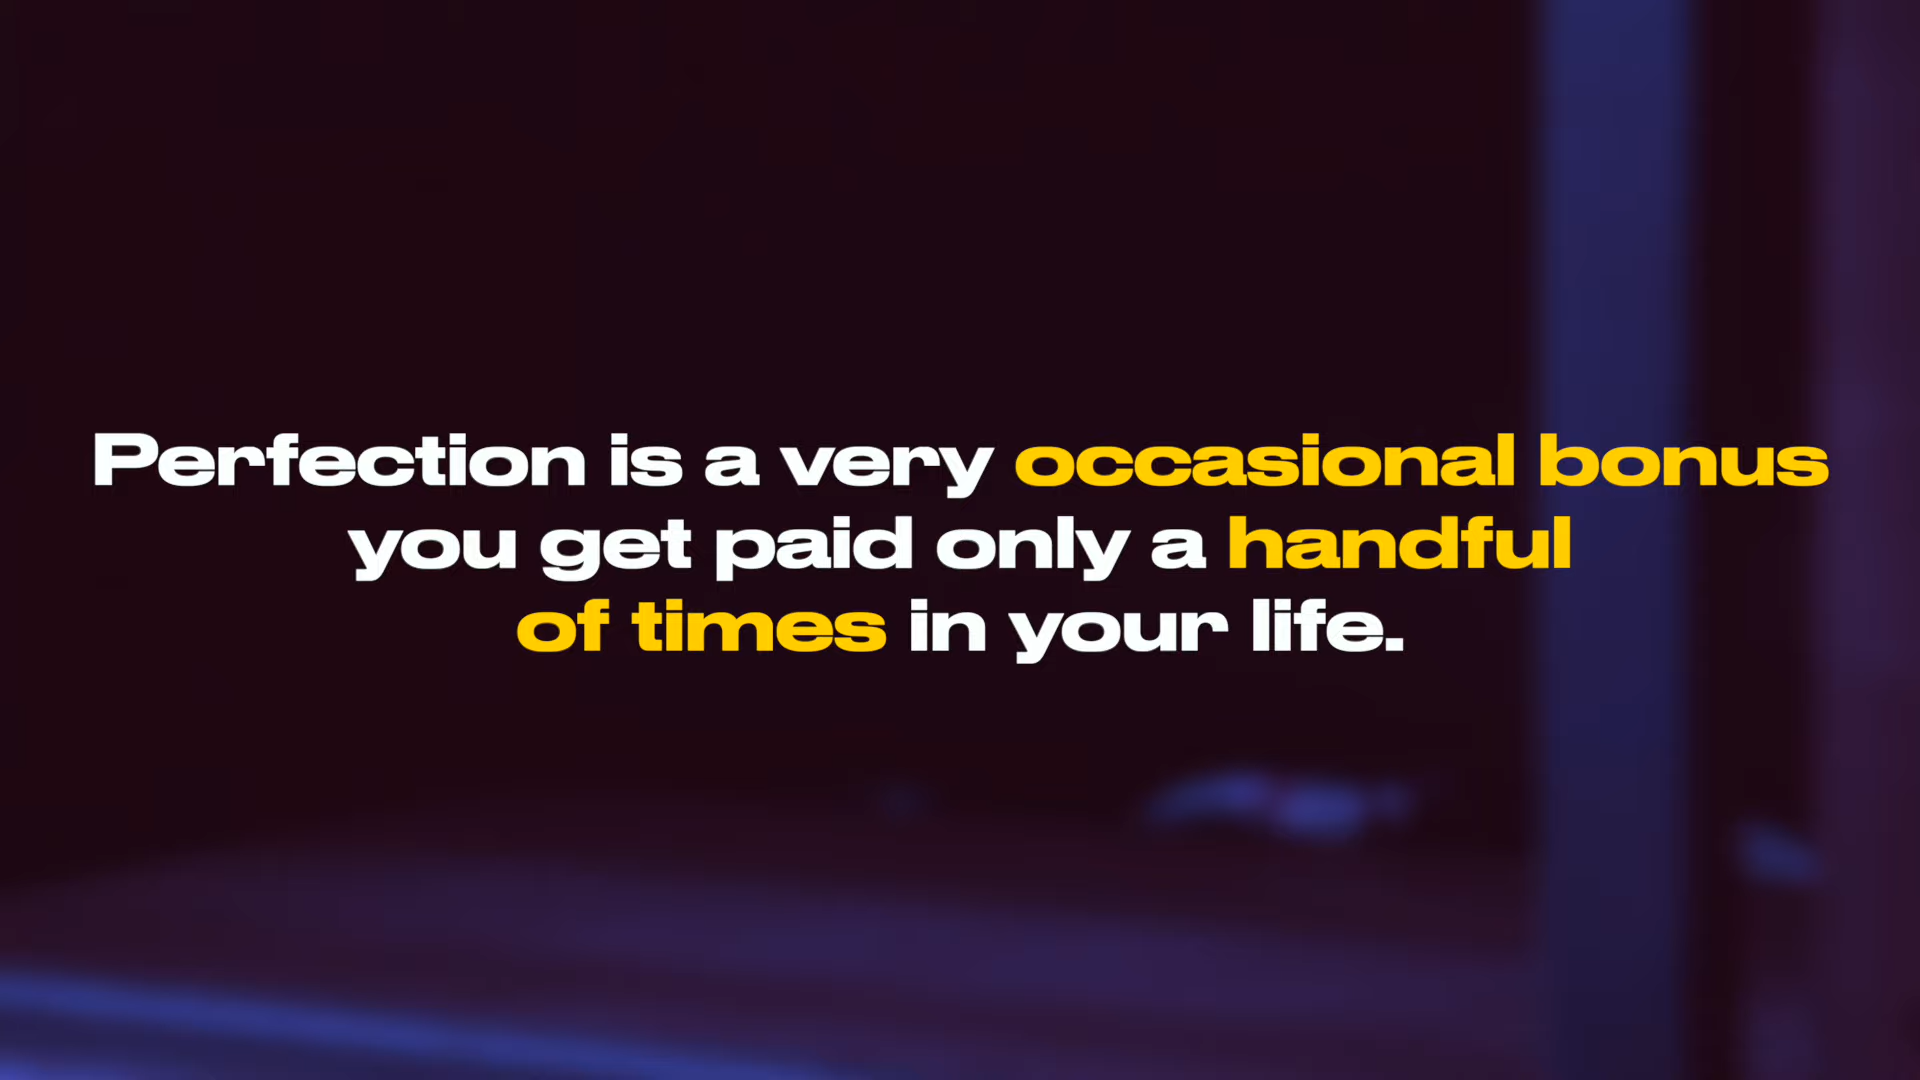 Perfection is a very occasional bonus
you get paid only a handful
of times in your life.